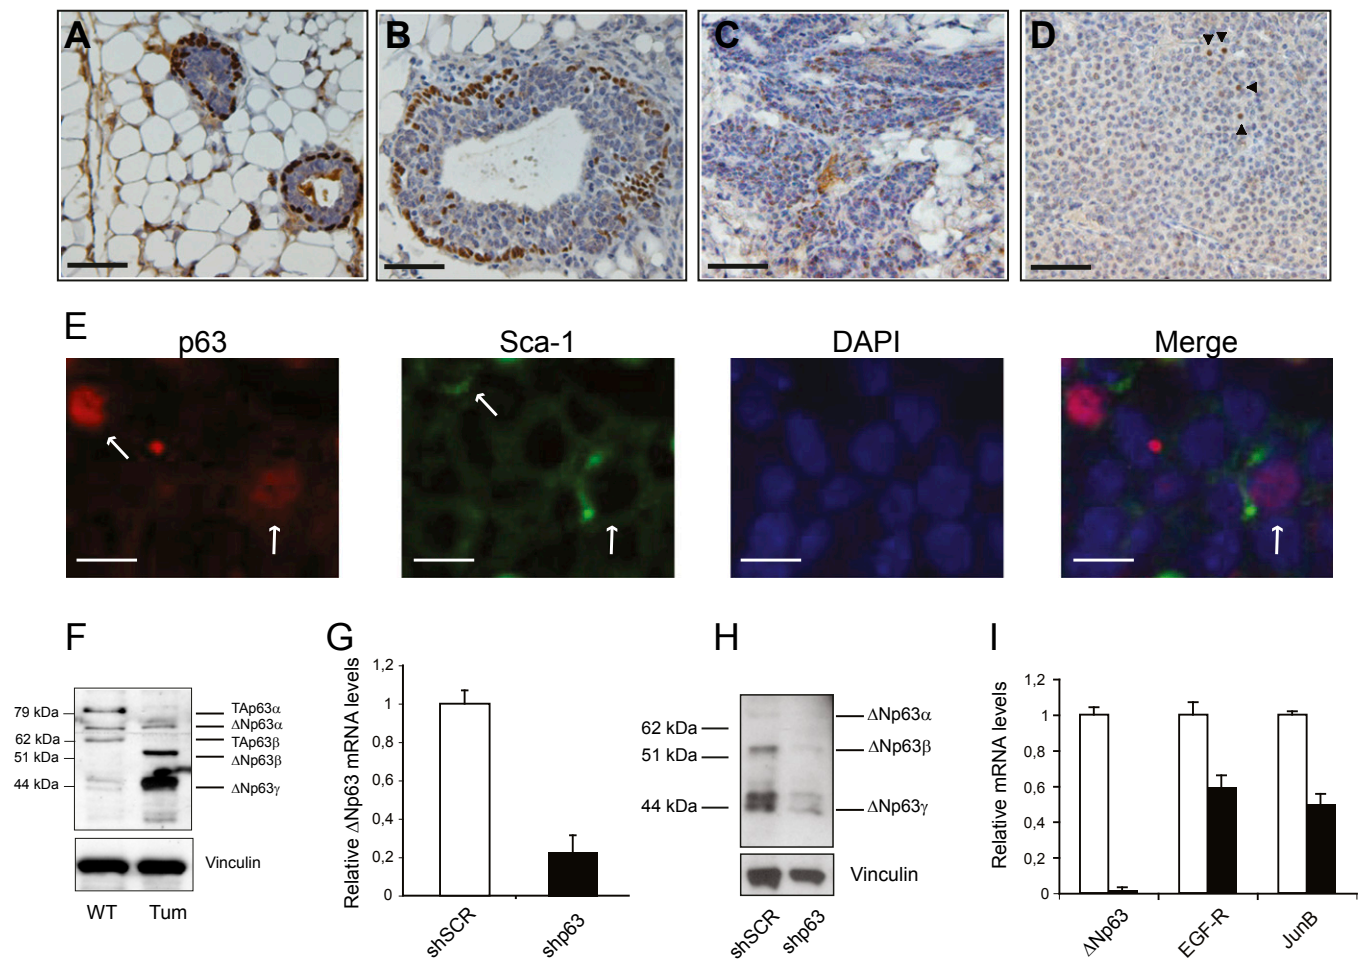 A
B
C
D
E
p63
Sca-1
DAPI
Merge
F
79 kDa
62 kDa
51 kDa
44 kDa
TAp63α
ΔNp63α
TAp63β
ΔNp63β
ΔNp63γ
Vinculin
WT
Tum
G
Relative ΔNp63 mRNA levels
1,2
1
0,8
0,6
0,4
0,2
0
shSCR
shp63
H
62 kDa
51 kDa
44 kDa
ΔNp63α
ΔNp63β
ΔNp63γ
Vinculin
shSCR
shp63
I
Relative mRNA levels
1,2
1
0,8
0,6
0,4
0,2
0
ΔNp63
EGF-R
JunB